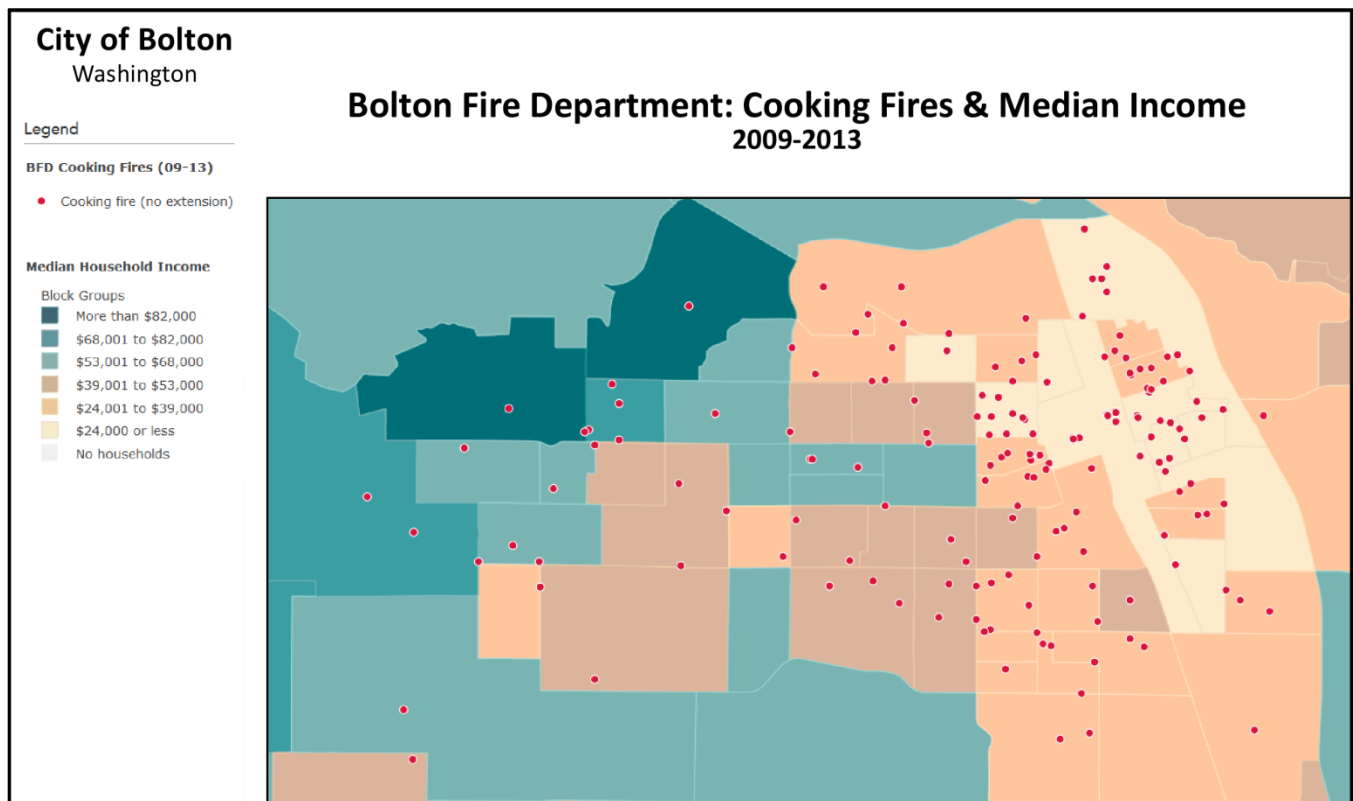 City of Bolton
Washington
Bolton Fire Department: Cooking Fires & Median Income
2009-2013
Legend
BFD Cooking Fires (09-13)
Cooking fire (no extension)
Median Household Income
Block Groups
More than $82,000
$68,001 to $82,000
$53,001 to $68,000
$39,001 to $53,000
$24,001 to $39,000
$24,000 or less
No households